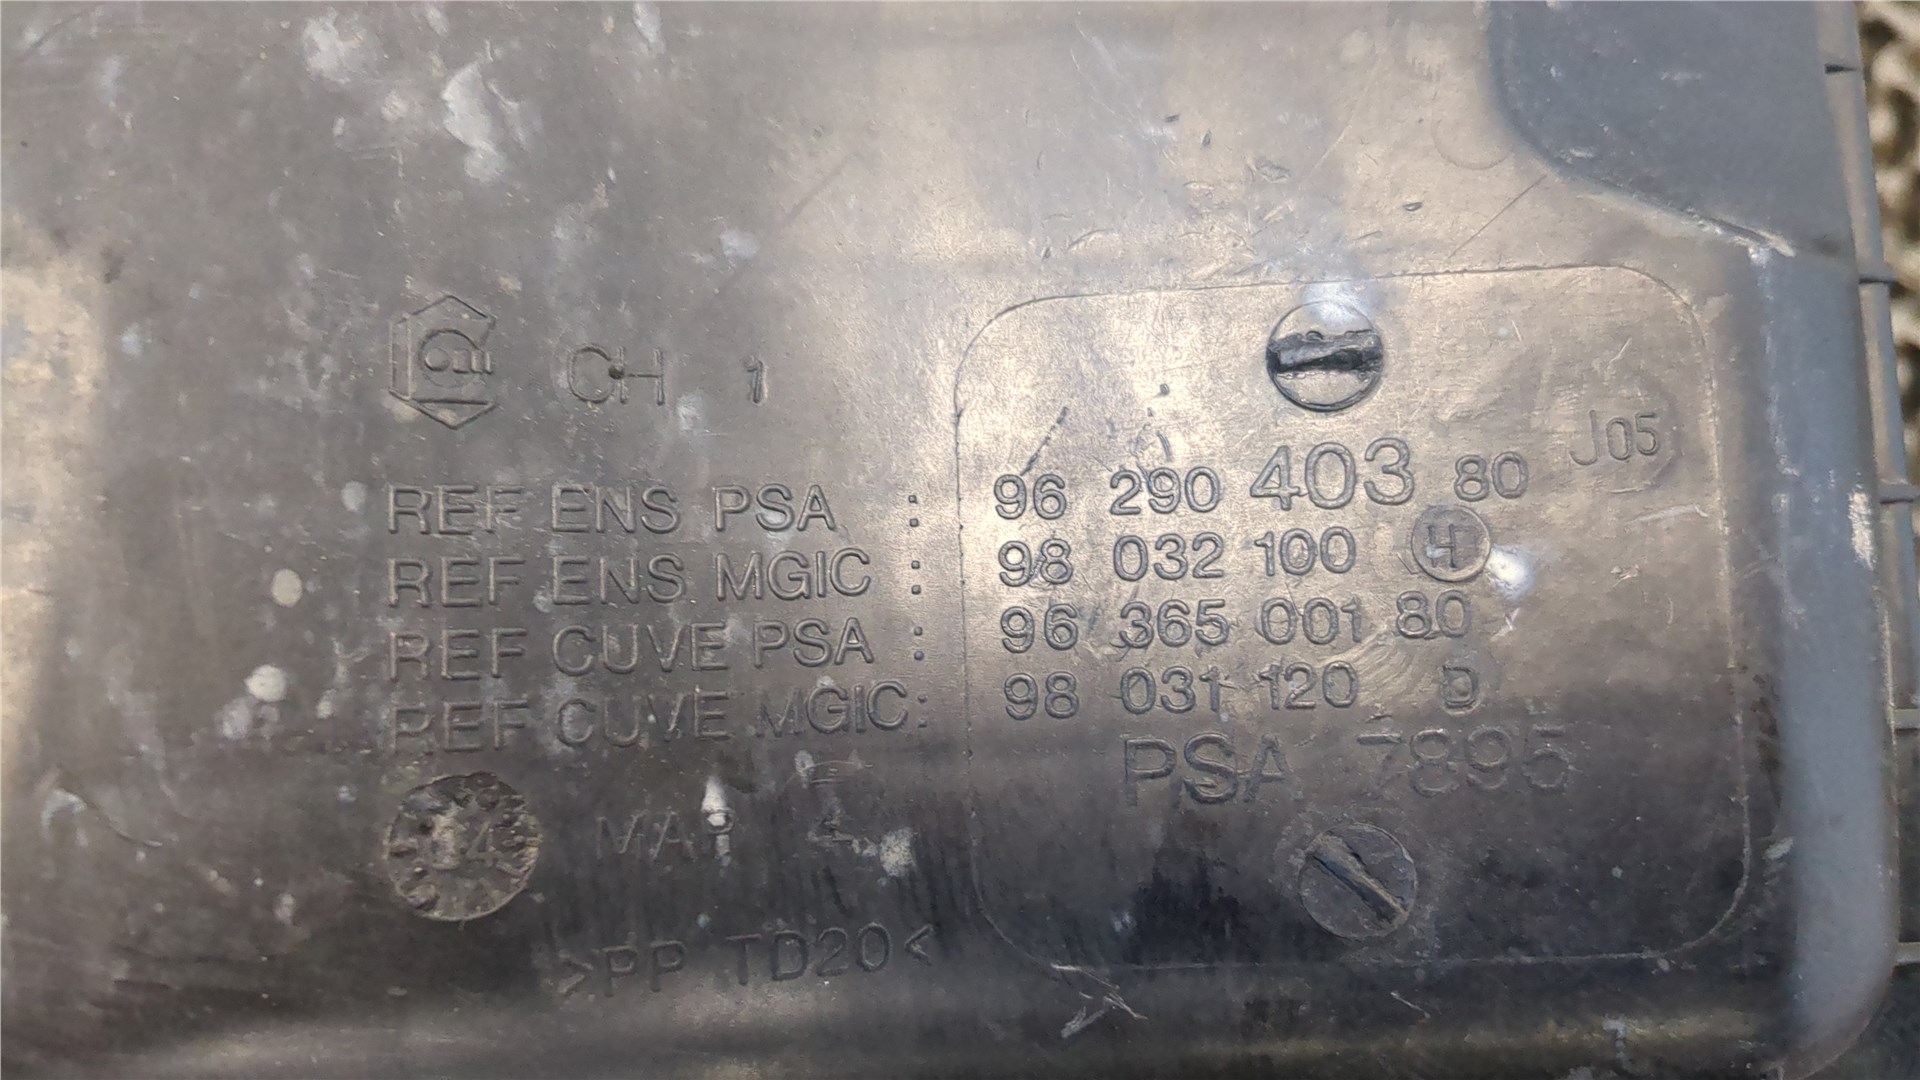 CH 1
J05
REF ENS PSA : 96 290 403 80
REF ENS MGIC : 98 032 100 H
REF CUVE PSA : 96 365 001 80
REF CUVE MGIC : 98 031 120 D
PSA 7895
14
>PP TD20<